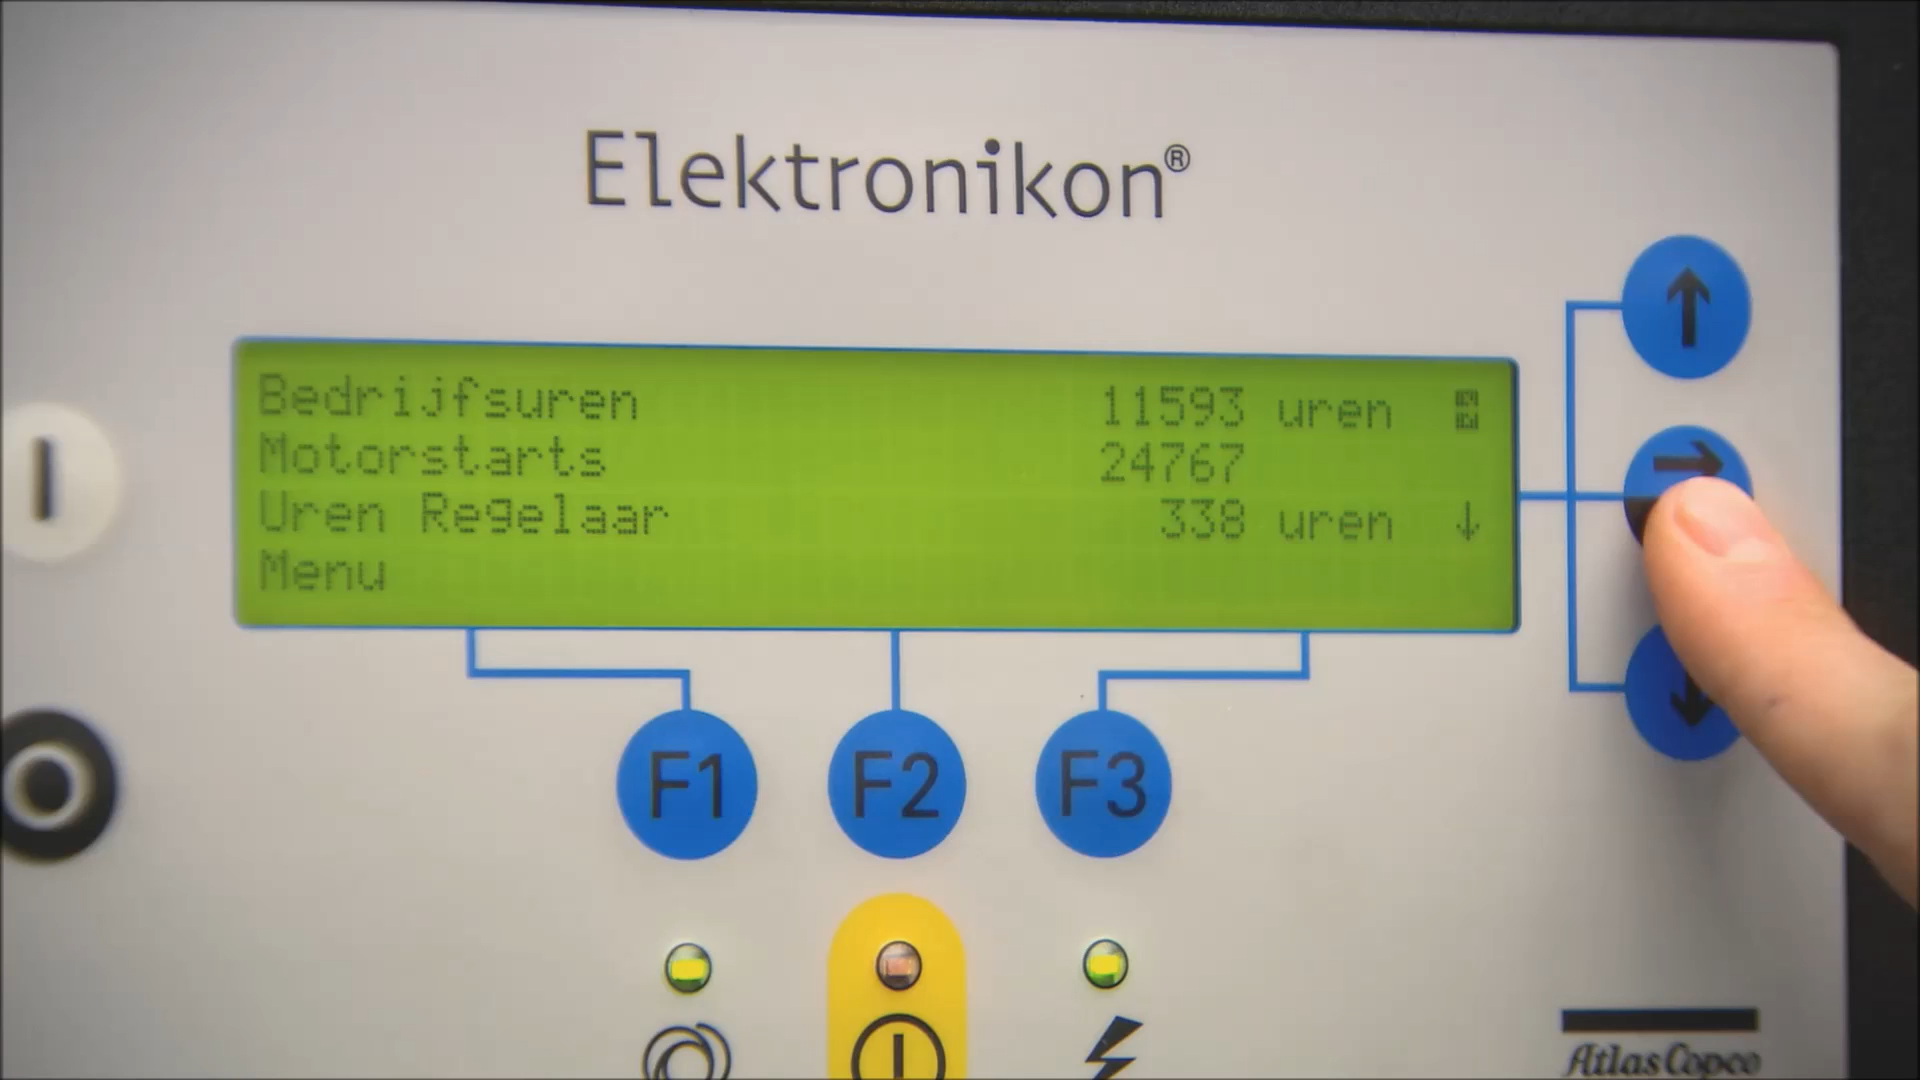 Elektronikon®
Bedrijfsuren 11593 uren
Motorstarts 24767
Uren Regelaar 338 uren ↓
Menu
F1 F2 F3
Atlas Copco